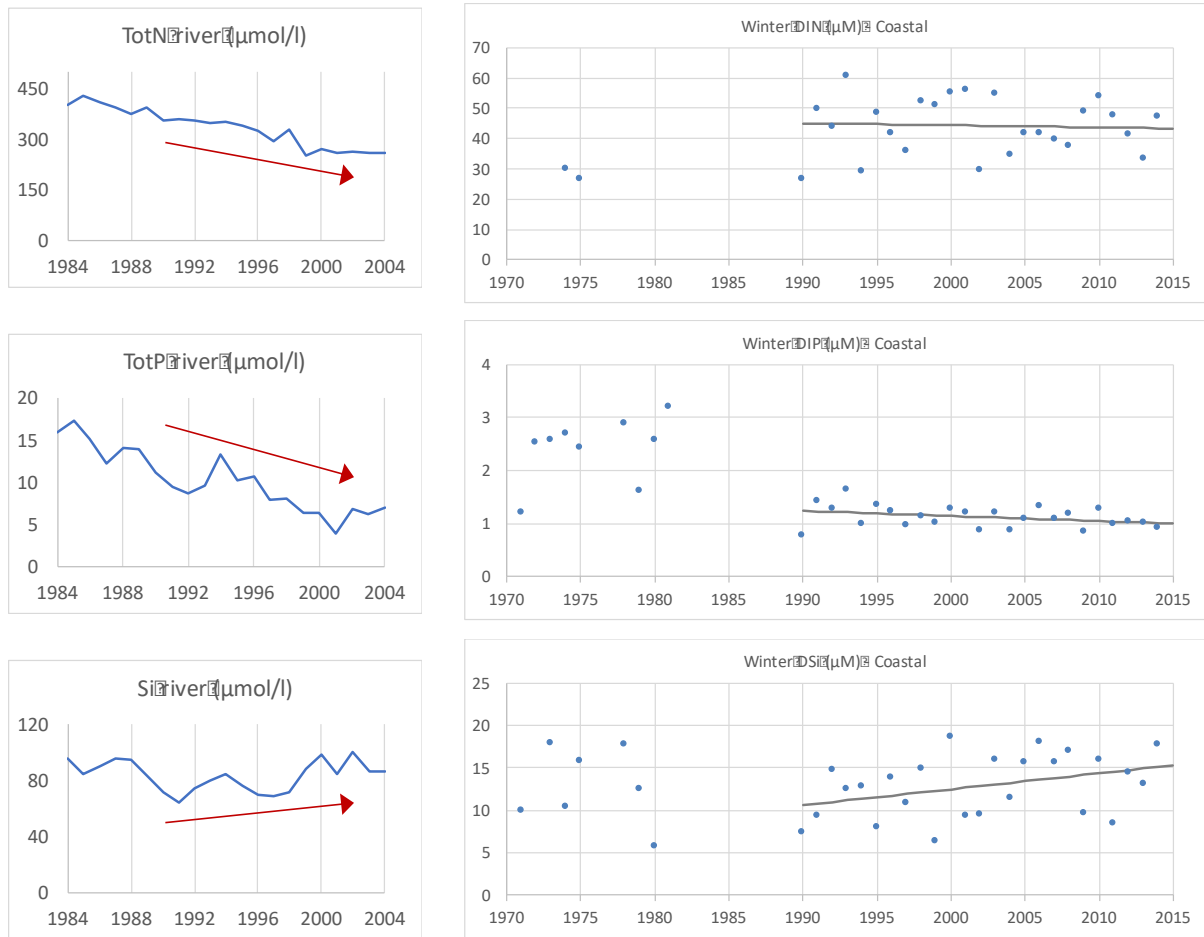 TotN river (µmol/l)
450
300
150
0
1984 1988 1992 1996 2000 2004
Winter DIN (µM) - Coastal
70
60
50
40
30
20
10
0
1970 1975 1980 1985 1990 1995 2000 2005 2010 2015
TotP river (µmol/l)
20
15
10
5
0
1984 1988 1992 1996 2000 2004
Winter DIP (µM) - Coastal
4
3
2
1
0
1970 1975 1980 1985 1990 1995 2000 2005 2010 2015
Si river (µmol/l)
120
80
40
0
1984 1988 1992 1996 2000 2004
Winter DSi (µM) - Coastal
25
20
15
10
5
0
1970 1975 1980 1985 1990 1995 2000 2005 2010 2015